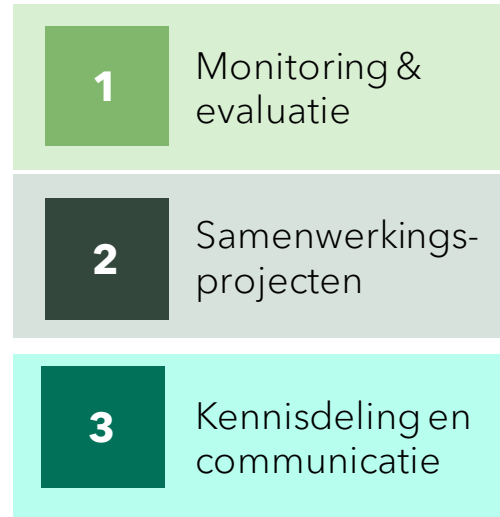 1
Monitoring &
evaluatie
2
Samenwerkings-
projecten
3
Kennisdeling en
communicatie